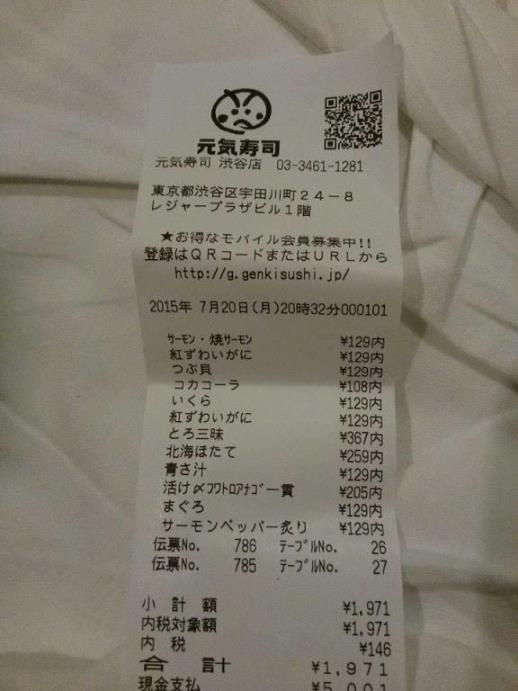 元気寿司
元気寿司 渋谷店 03-3461-1281
東京都渋谷区宇田川町24-8
レジャープラザビル1階
★お得なモバイル会員募集中!!
登録はQRコードまたはURLから
http://g.genkisushi.jp/
2015年 7月20日(月)20時32分000101
サーモン・焼サーモン ¥129内
紅ずわいがに ¥129内
つぶ貝 ¥129内
コカコーラ ¥108内
いくら ¥129内
紅ずわいがに ¥129内
とろ三昧 ¥367内
北海ほたて ¥259内
青さ汁 ¥129内
活け〆フワトロアナゴ一貫 ¥205内
まぐろ ¥129内
サーモンペッパー炙り ¥129内
伝票No. 786 テーブルNo. 26
伝票No. 785 テーブルNo. 27
小計額 ¥1,971
内税対象額 ¥1,971
内税 ¥146
合計 ¥1,971
現金支払 ¥5,001